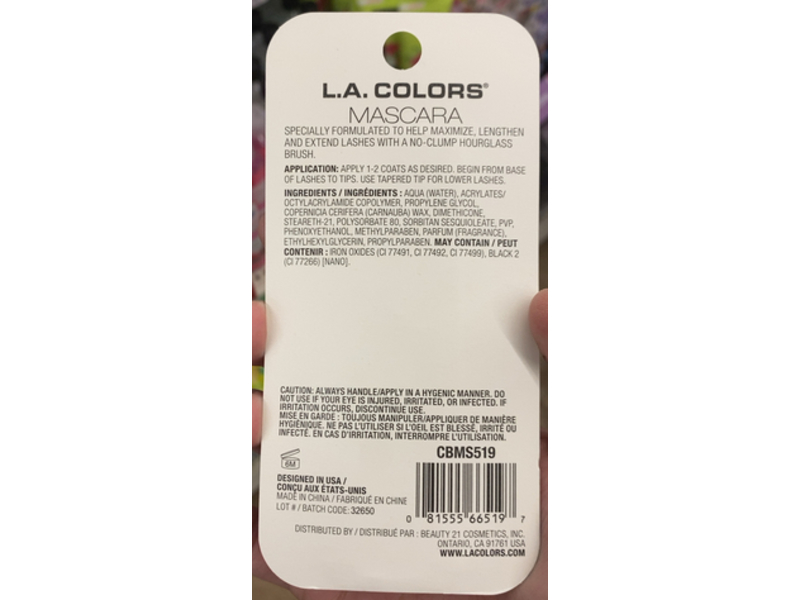 L.A. COLORS®
MASCARA
SPECIALLY FORMULATED TO HELP MAXIMIZE, LENGTHEN
AND EXTEND LASHES WITH A NO-CLUMP HOURGLASS
BRUSH.
APPLICATION: APPLY 1-2 COATS AS DESIRED. BEGIN FROM BASE
OF LASHES TO TIPS. USE TAPERED TIP FOR LOWER LASHES.
INGREDIENTS / INGRÉDIENTS : AQUA (WATER), ACRYLATES/
OCTYLACRYLAMIDE COPOLYMER, PROPYLENE GLYCOL,
COPERNICIA CERIFERA (CARNAUBA) WAX, DIMETHICONE,
STEARETH-21, POLYSORBATE 80, SORBITAN SESQUIOLEATE, PVP,
PHENOXYETHANOL, METHYLPARABEN, PARFUM (FRAGRANCE),
ETHYLHEXYLGLYCERIN, PROPYLPARABEN. MAY CONTAIN / PEUT
CONTENIR : IRON OXIDES (CI 77491, CI 77492, CI 77499), BLACK 2
(CI 77266) [NANO].
CAUTION: ALWAYS HANDLE/APPLY IN A HYGENIC MANNER. DO
NOT USE IF YOUR EYE IS INJURED, IRRITATED, OR INFECTED. IF
IRRITATION OCCURS, DISCONTINUE USE.
MISE EN GARDE : TOUJOURS MANIPULER/APPLIQUER DE MANIÈRE
HYGIÉNIQUE. NE PAS L'UTILISER SI L'OEIL EST BLESSÉ, IRRITÉ OU
INFECTÉ. EN CAS D'IRRITATION, INTERROMPRE L'UTILISATION.
CBMS519
6M
DESIGNED IN USA /
CONÇU AUX ÉTATS-UNIS
MADE IN CHINA / FABRIQUÉ EN CHINE
LOT # / BATCH CODE: 32650
0 81555 66519 7
DISTRIBUTED BY / DISTRIBUÉ PAR : BEAUTY 21 COSMETICS, INC.
ONTARIO, CA 91761 USA
WWW.LACOLORS.COM